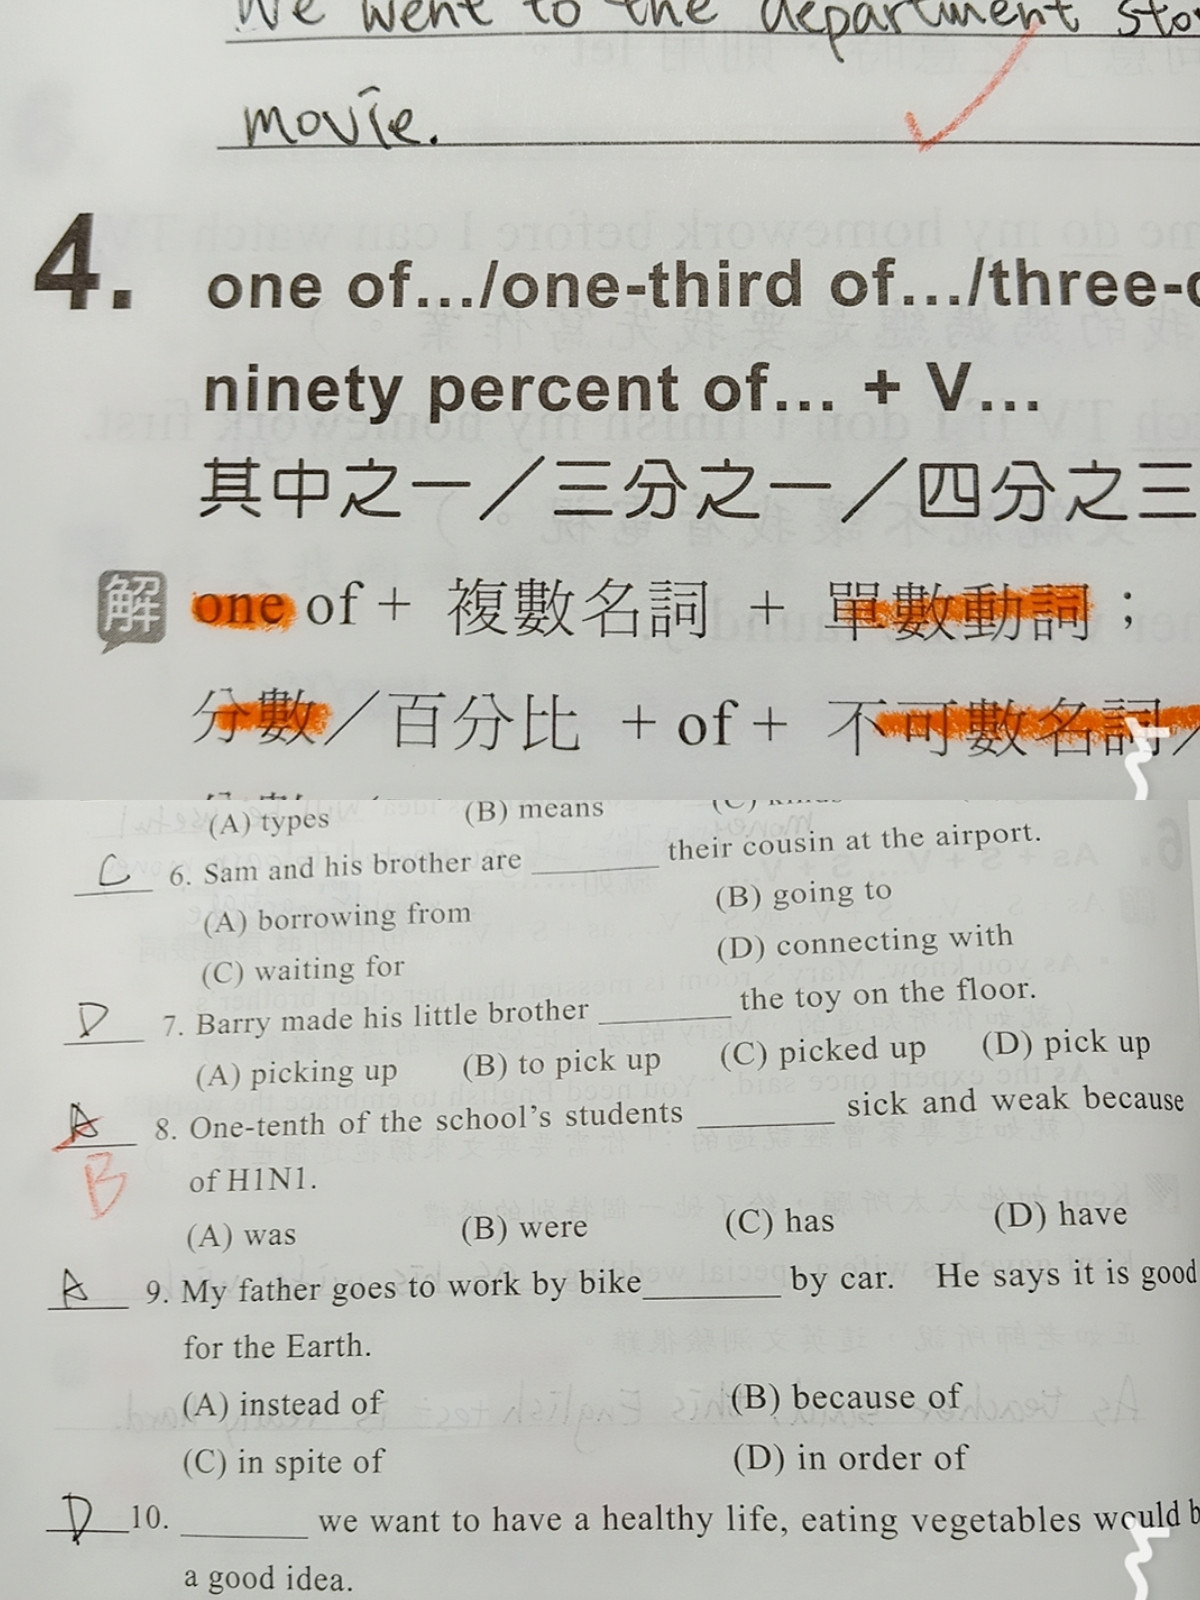 We went to the department
movie.
4. one of.../one-third of.../three-
ninety percent of... + V...
其中之一／三分之一／四分之三
解 one of + 複數名詞 + 單數動詞；
分數／百分比 + of + 不可數名詞／
(A) types (B) means
C 6. Sam and his brother are ______ their cousin at the airport.
(A) borrowing from (B) going to
(C) waiting for (D) connecting with
D 7. Barry made his little brother ______ the toy on the floor.
(A) picking up (B) to pick up (C) picked up (D) pick up
A B 8. One-tenth of the school's students ______ sick and weak because
of H1N1.
(A) was (B) were (C) has (D) have
A 9. My father goes to work by bike ______ by car. He says it is good
for the Earth.
(A) instead of (B) because of
(C) in spite of (D) in order of
D 10. ______ we want to have a healthy life, eating vegetables would
a good idea.